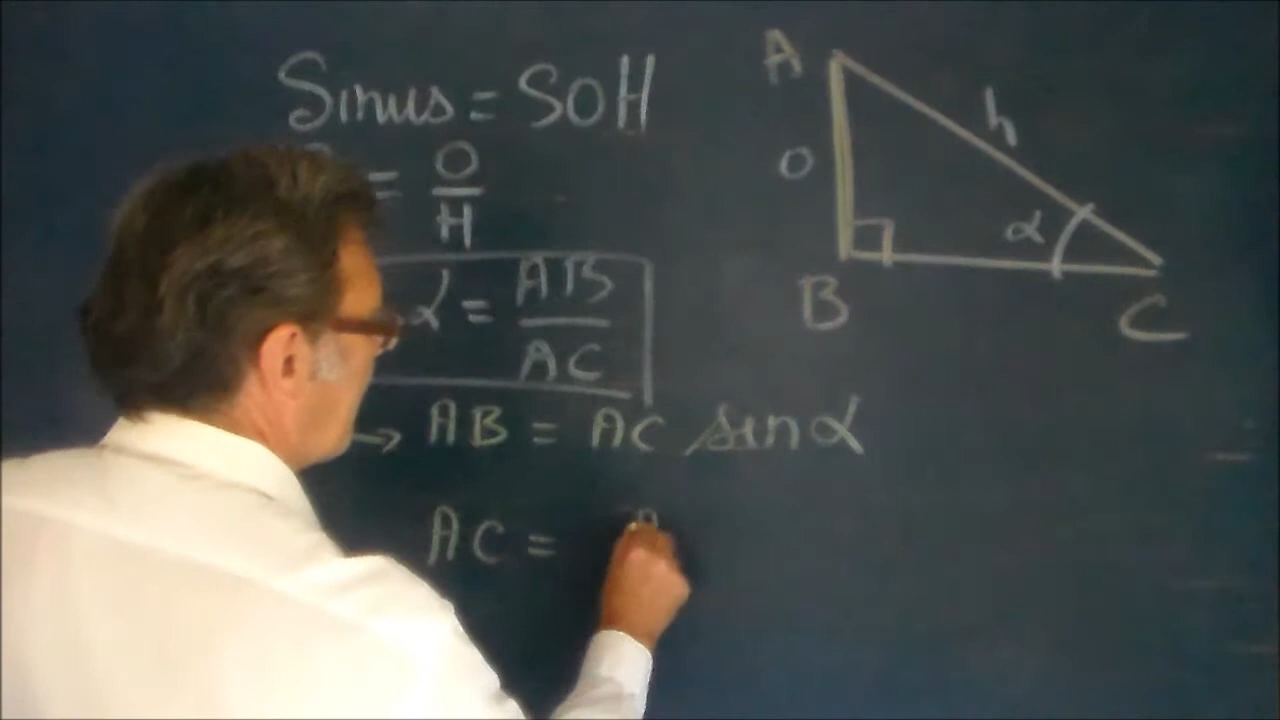 Sinus = SOH
= O/H
α = AB/AC
→ AB = AC sin α
AC =
A
h
O
α
B
C